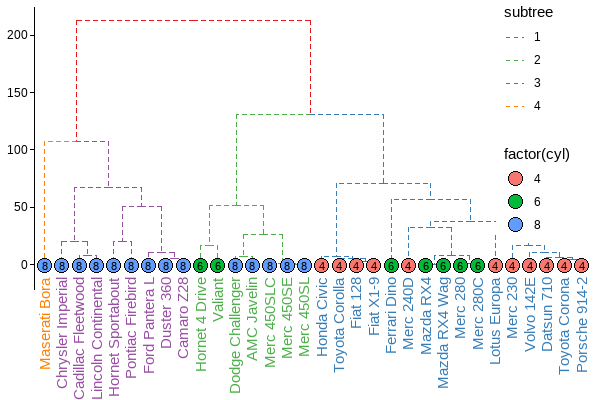 200
150
100
50
0
8 8 8 8 8 8 8 8 8 6 6 8 8 8 8 8 4 4 4 4 6 4 6 6 6 6 4 4 4 4 4 4
Maserati Bora
Chrysler Imperial
Cadillac Fleetwood
Lincoln Continental
Hornet Sportabout
Pontiac Firebird
Ford Pantera L
Duster 360
Camaro Z28
Hornet 4 Drive
Valiant
Dodge Challenger
AMC Javelin
Merc 450SLC
Merc 450SE
Merc 450SL
Honda Civic
Toyota Corolla
Fiat 128
Fiat X1-9
Ferrari Dino
Merc 240D
Mazda RX4
Mazda RX4 Wag
Merc 280
Merc 280C
Lotus Europa
Merc 230
Volvo 142E
Datsun 710
Toyota Corona
Porsche 914-2
subtree
1
2
3
4
factor(cyl)
4
6
8